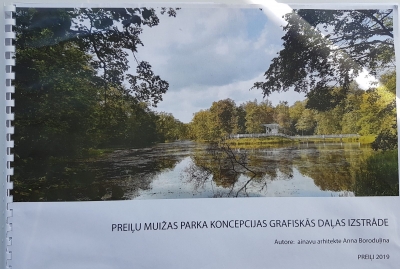 PREIĻU MUIŽAS PARKA KONCEPCIJAS GRAFISKĀS DAĻAS IZSTRĀDE
Autore: ainavu arhitekte Anna Boroduļina
PREIĻI 2019